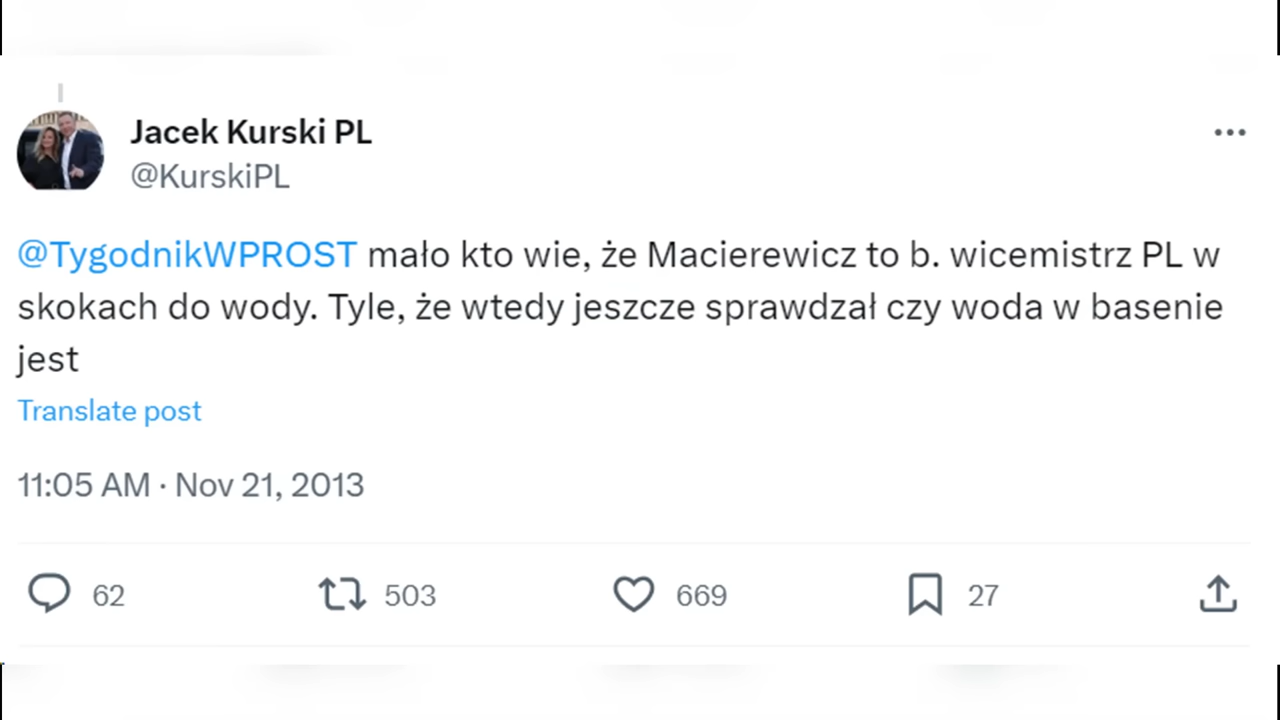 Jacek Kurski PL
@KurskiPL
@TygodnikWPROST mało kto wie, że Macierewicz to b. wicemistrz PL w
skokach do wody. Tyle, że wtedy jeszcze sprawdzał czy woda w basenie
jest
Translate post
11:05 AM · Nov 21, 2013
62 503 669 27